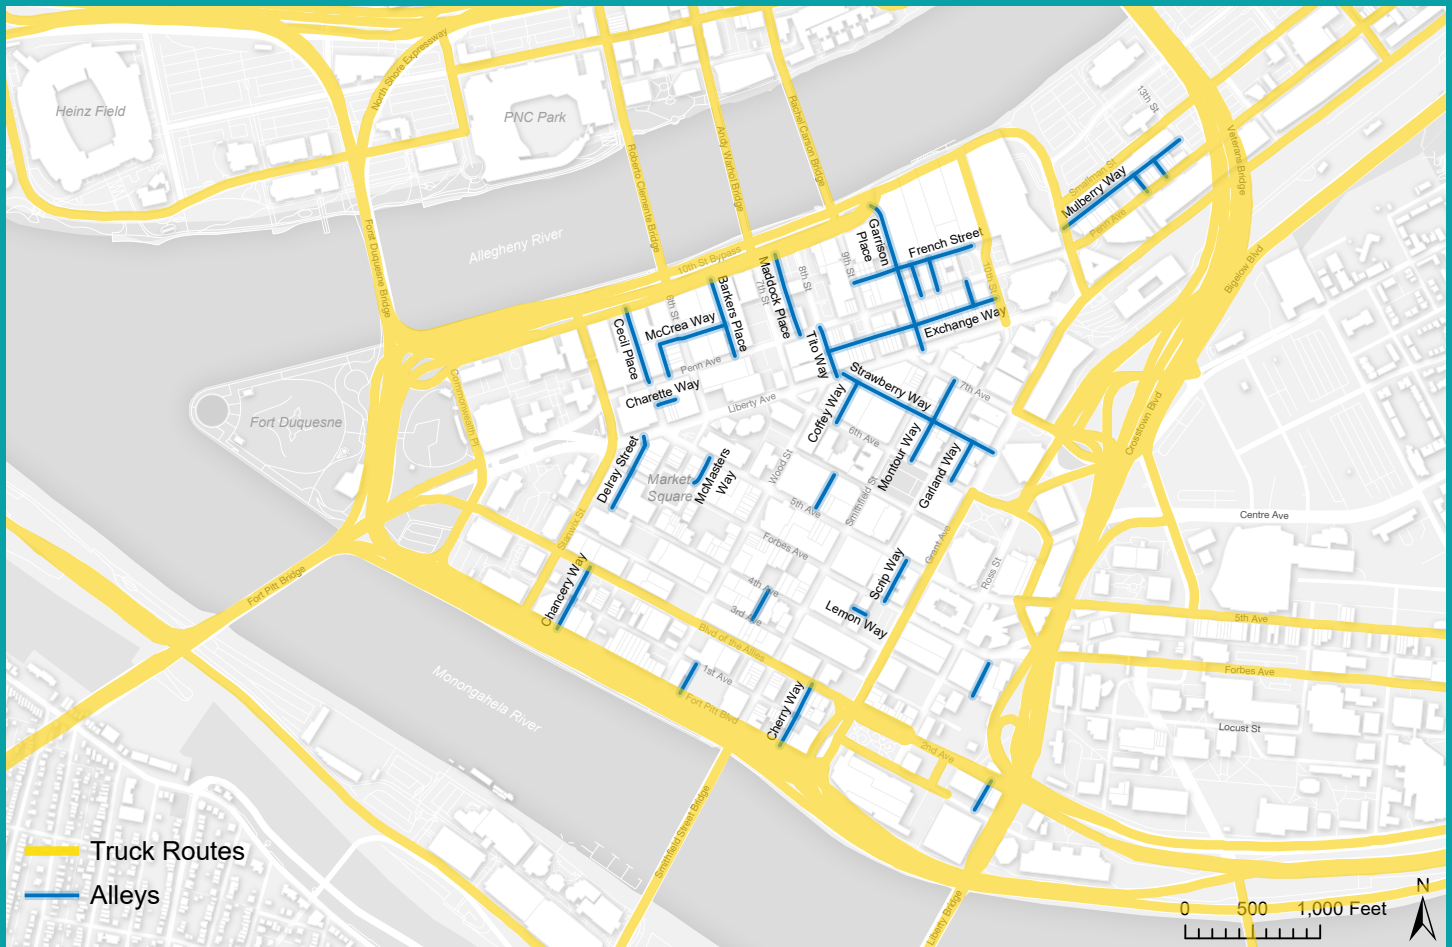 North Shore Expressway
Heinz Field
PNC Park
13th St
Veterans Bridge
Rachel Carson Bridge
Andy Warhol Bridge
Roberto Clemente Bridge
Smallman St
Mulberry Way
Penn Ave
Forst Duquesne Bridge
Allegheny River
Garrison
Place
French Street
9th St
10th St Bypass
Maddock Place
8th St
10th St
Bigelow Blvd
Barkers Place
7th St
6th St
McCrea Way
Cecil Place
Exchange Way
Tito Way
Penn Ave
Strawberry Way
7th Ave
Charette Way
Liberty Ave
Commonwealth Pl
Fort Duquesne
Coffey Way
6th Ave
Crosstown Blvd
Montour Way
Garland Way
Delray Street
Market
Square
McMasters
Way
Wood St
5th Ave
Smithfield St
Centre Ave
Stanwix St
Forbes Ave
Grant Ave
Ross St
Scrip Way
Fort Pitt Bridge
Chancery Way
4th Ave
3rd Ave
Lemon Way
5th Ave
Blvd of the Allies
Forbes Ave
1st Ave
Monongahela River
Fort Pitt Blvd
Cherry Way
Locust St
2nd Ave
Smithfield Street Bridge
Liberty Bridge
Truck Routes
Alleys
N
0 500 1,000 Feet